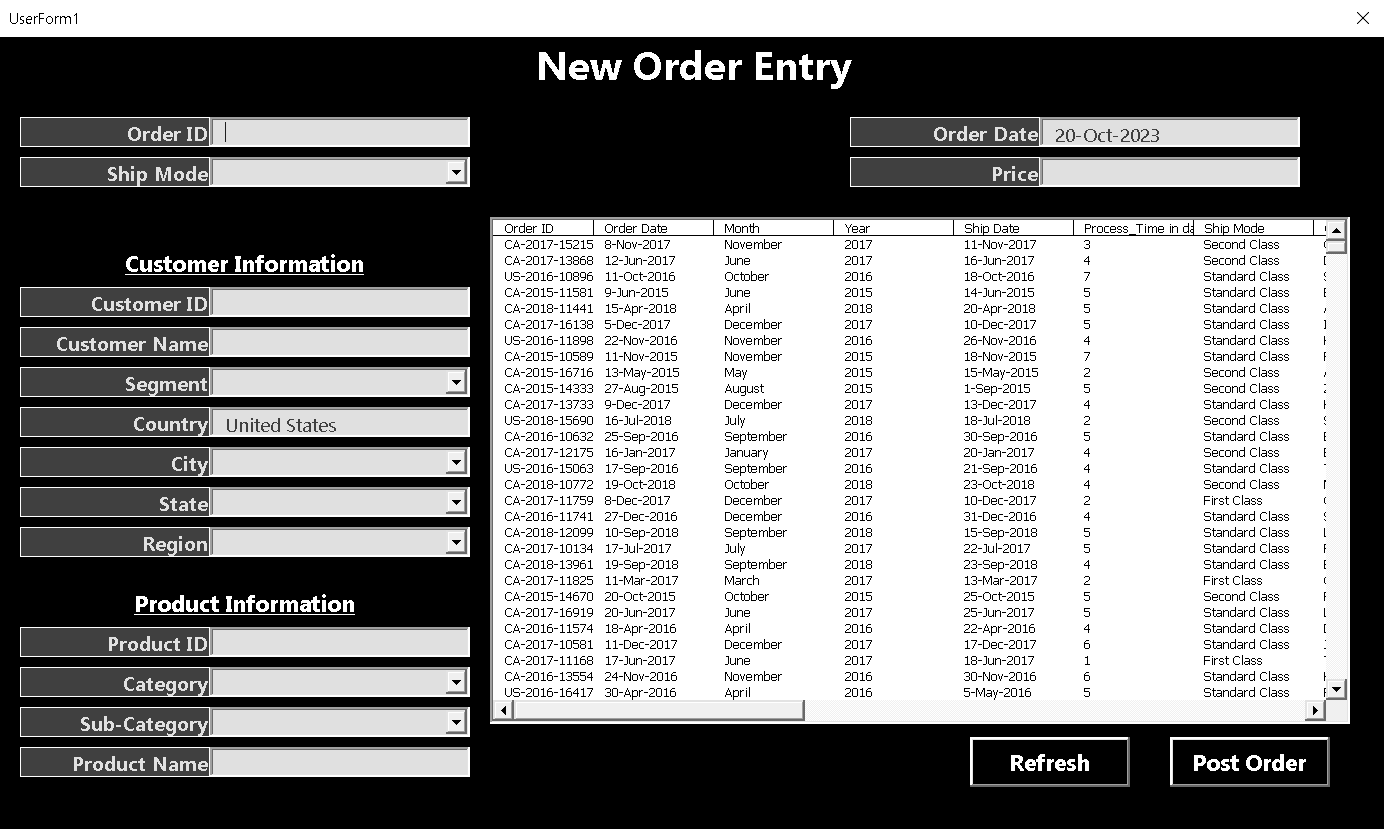 UserForm1
New Order Entry
Order ID
Order Date 20-Oct-2023
Ship Mode
Price
Customer Information
Customer ID
Customer Name
Segment
Country United States
City
State
Region
Product Information
Product ID
Category
Sub-Category
Product Name
Order ID Order Date Month Year Ship Date Process_Time in da Ship Mode
CA-2017-15215 8-Nov-2017 November 2017 11-Nov-2017 3 Second Class
CA-2017-13868 12-Jun-2017 June 2017 16-Jun-2017 4 Second Class
US-2016-10896 11-Oct-2016 October 2016 18-Oct-2016 7 Standard Class
CA-2015-11581 9-Jun-2015 June 2015 14-Jun-2015 5 Standard Class
CA-2018-11441 15-Apr-2018 April 2018 20-Apr-2018 5 Standard Class
CA-2017-16138 5-Dec-2017 December 2017 10-Dec-2017 5 Standard Class
US-2016-11898 22-Nov-2016 November 2016 26-Nov-2016 4 Standard Class
CA-2015-10589 11-Nov-2015 November 2015 18-Nov-2015 7 Standard Class
CA-2015-16716 13-May-2015 May 2015 15-May-2015 2 Second Class
CA-2015-14333 27-Aug-2015 August 2015 1-Sep-2015 5 Second Class
CA-2017-13733 9-Dec-2017 December 2017 13-Dec-2017 4 Standard Class
US-2018-15690 16-Jul-2018 July 2018 18-Jul-2018 2 Second Class
CA-2016-10632 25-Sep-2016 September 2016 30-Sep-2016 5 Standard Class
CA-2017-12175 16-Jan-2017 January 2017 20-Jan-2017 4 Second Class
US-2016-15063 17-Sep-2016 September 2016 21-Sep-2016 4 Standard Class
CA-2018-10772 19-Oct-2018 October 2018 23-Oct-2018 4 Second Class
CA-2017-11759 8-Dec-2017 December 2017 10-Dec-2017 2 First Class
CA-2016-11741 27-Dec-2016 December 2016 31-Dec-2016 4 Standard Class
CA-2018-12099 10-Sep-2018 September 2018 15-Sep-2018 5 Standard Class
CA-2017-10134 17-Jul-2017 July 2017 22-Jul-2017 5 Standard Class
CA-2018-13961 19-Sep-2018 September 2018 23-Sep-2018 4 Standard Class
CA-2017-11825 11-Mar-2017 March 2017 13-Mar-2017 2 First Class
CA-2015-14670 20-Oct-2015 October 2015 25-Oct-2015 5 Second Class
CA-2017-16919 20-Jun-2017 June 2017 25-Jun-2017 5 Standard Class
CA-2016-11574 18-Apr-2016 April 2016 22-Apr-2016 4 Standard Class
CA-2017-10581 11-Dec-2017 December 2017 17-Dec-2017 6 Standard Class
CA-2017-11168 17-Jun-2017 June 2017 18-Jun-2017 1 First Class
CA-2016-13554 24-Nov-2016 November 2016 30-Nov-2016 6 Standard Class
US-2016-16417 30-Apr-2016 April 2016 5-May-2016 5 Standard Class
Refresh
Post Order